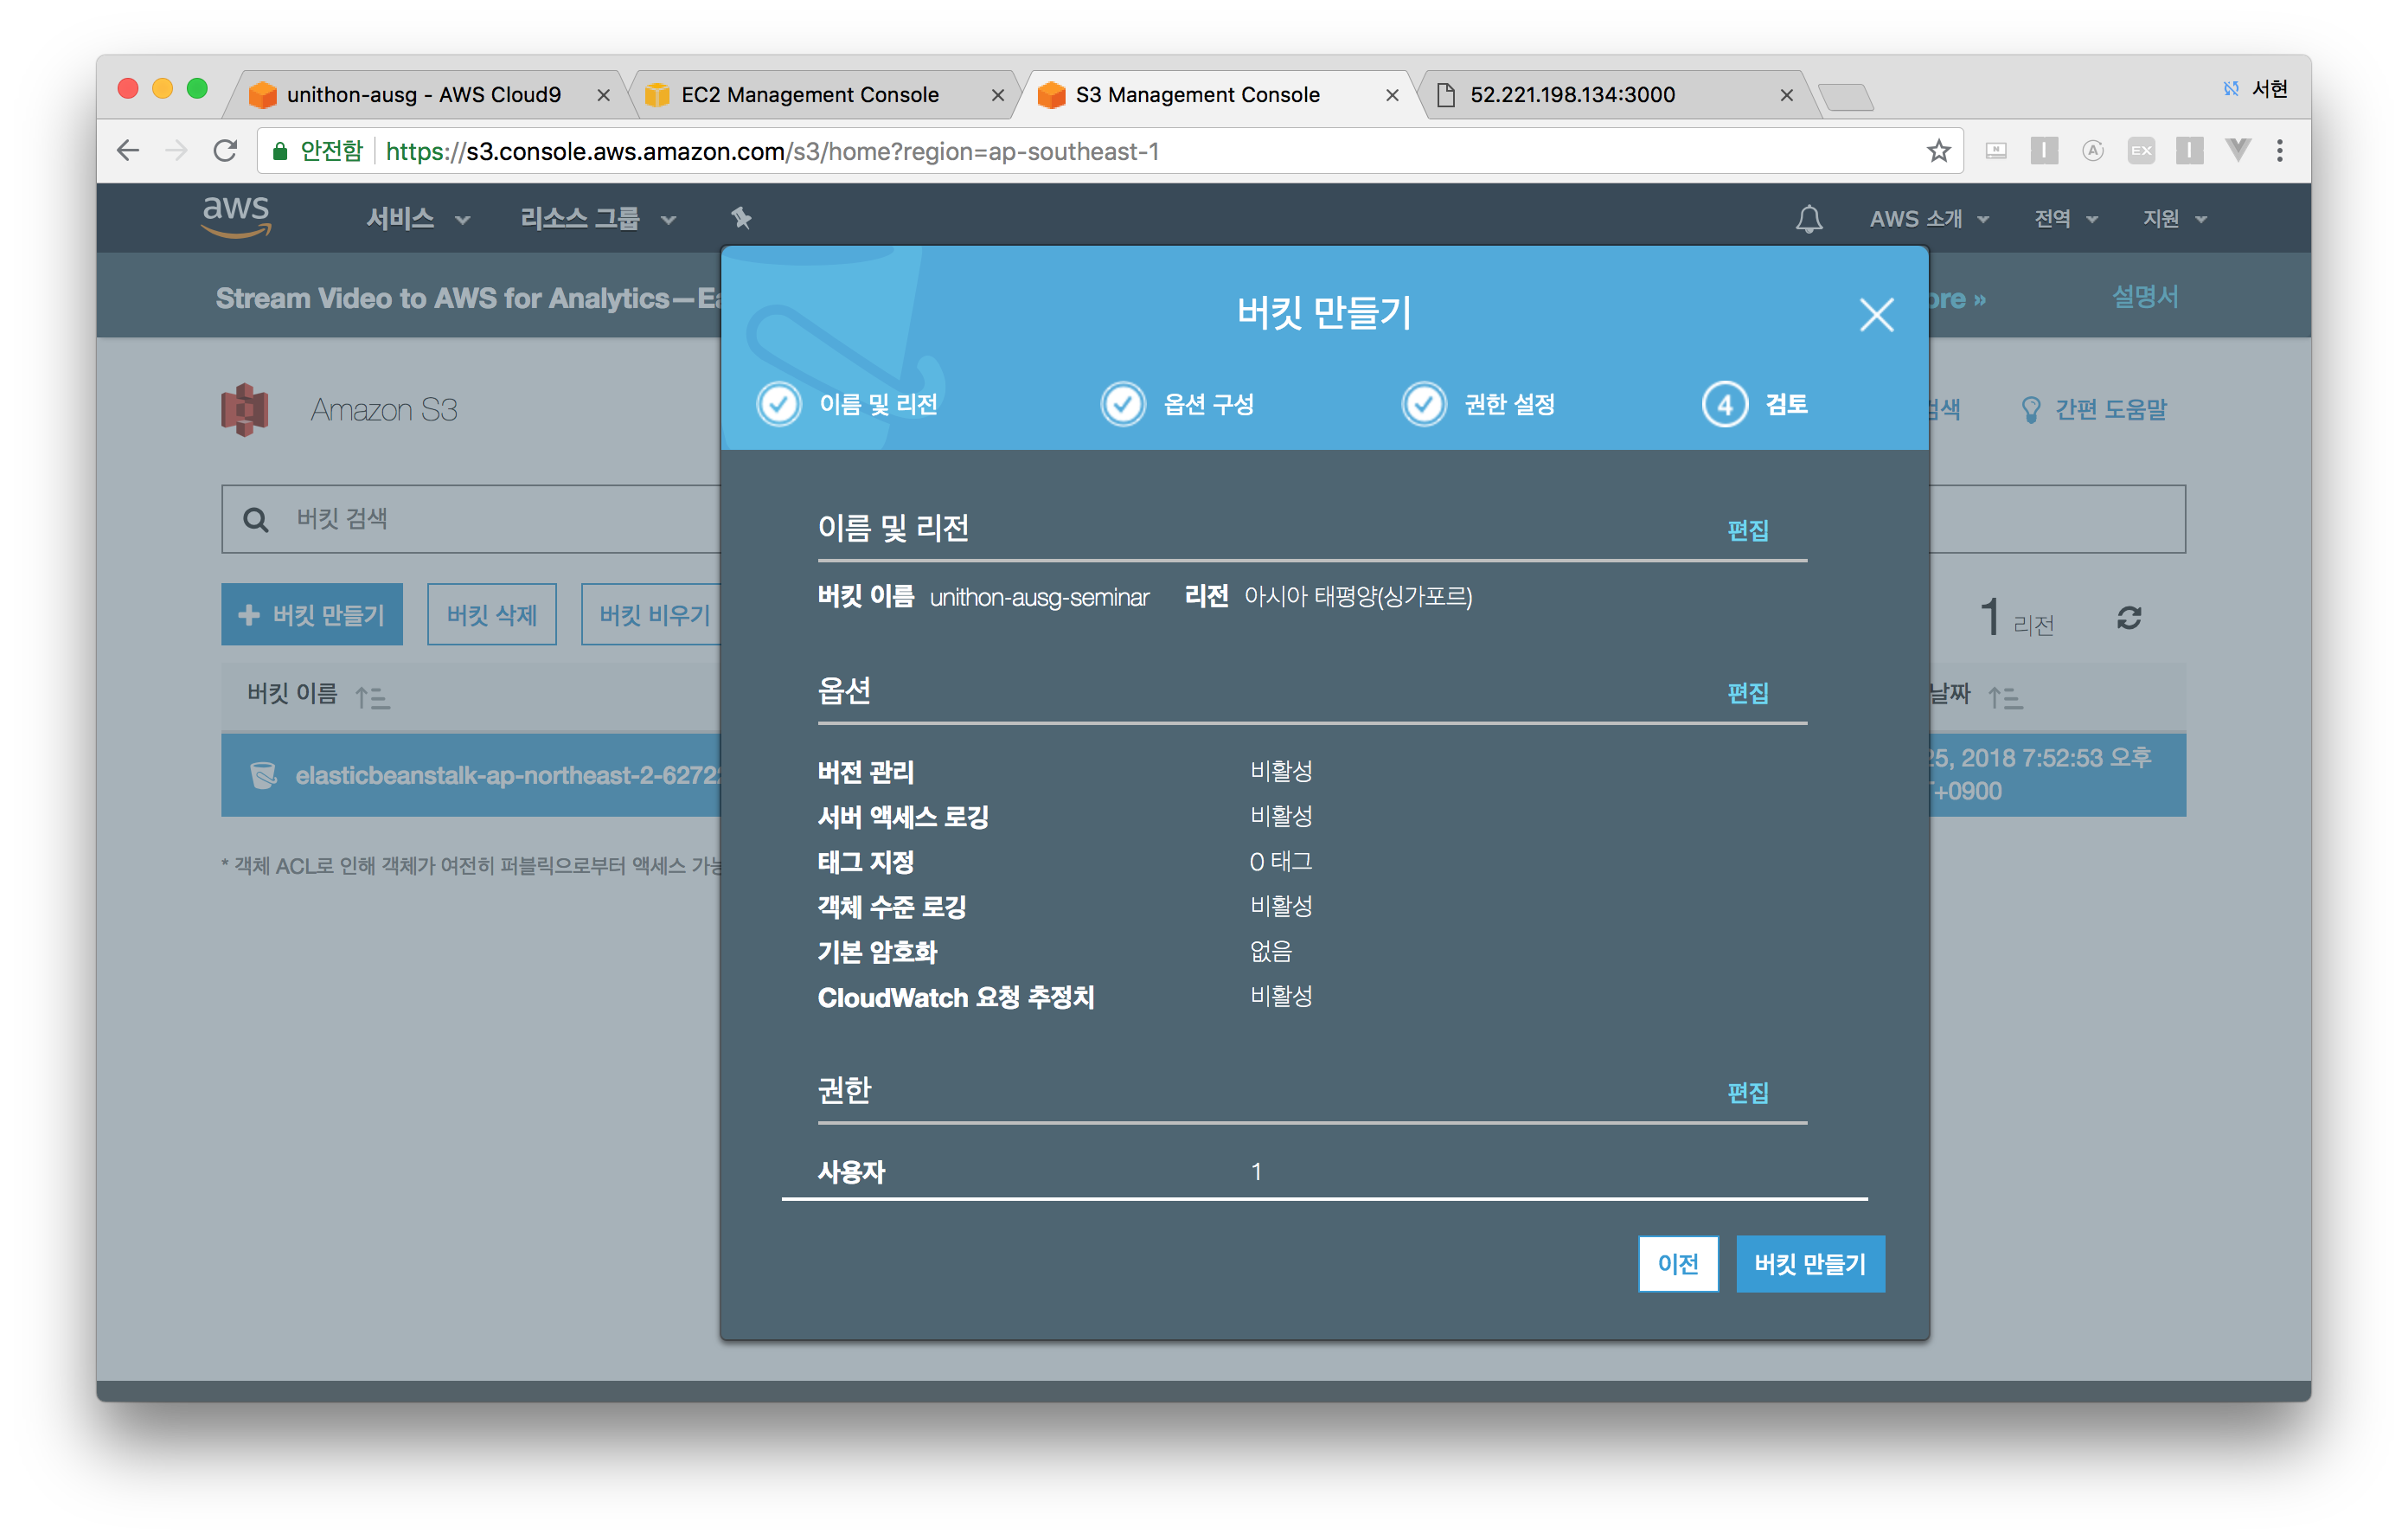 unithon-ausg - AWS Cloud9
EC2 Management Console
S3 Management Console
52.221.198.134:3000
서현
안전함 https://s3.console.aws.amazon.com/s3/home?region=ap-southeast-1
aws 서비스 리소스 그룹 AWS 소개 전역 지원
Stream Video to AWS for Analytics—Ea
ore » 설명서
버킷 만들기
이름 및 리전 옵션 구성 권한 설정 4 검토
Amazon S3
검색 간편 도움말
버킷 검색
이름 및 리전 편집
버킷 이름 unithon-ausg-seminar 리전 아시아 태평양(싱가포르)
버킷 만들기 버킷 삭제 버킷 비우기
1 리전
버킷 이름
날짜
elasticbeanstalk-ap-northeast-2-6272
25, 2018 7:52:53 오후
+0900
* 객체 ACL로 인해 객체가 여전히 퍼블릭으로부터 액세스 가능
옵션 편집
버전 관리 비활성
서버 액세스 로깅 비활성
태그 지정 0 태그
객체 수준 로깅 비활성
기본 암호화 없음
CloudWatch 요청 추정치 비활성
권한 편집
사용자 1
이전 버킷 만들기